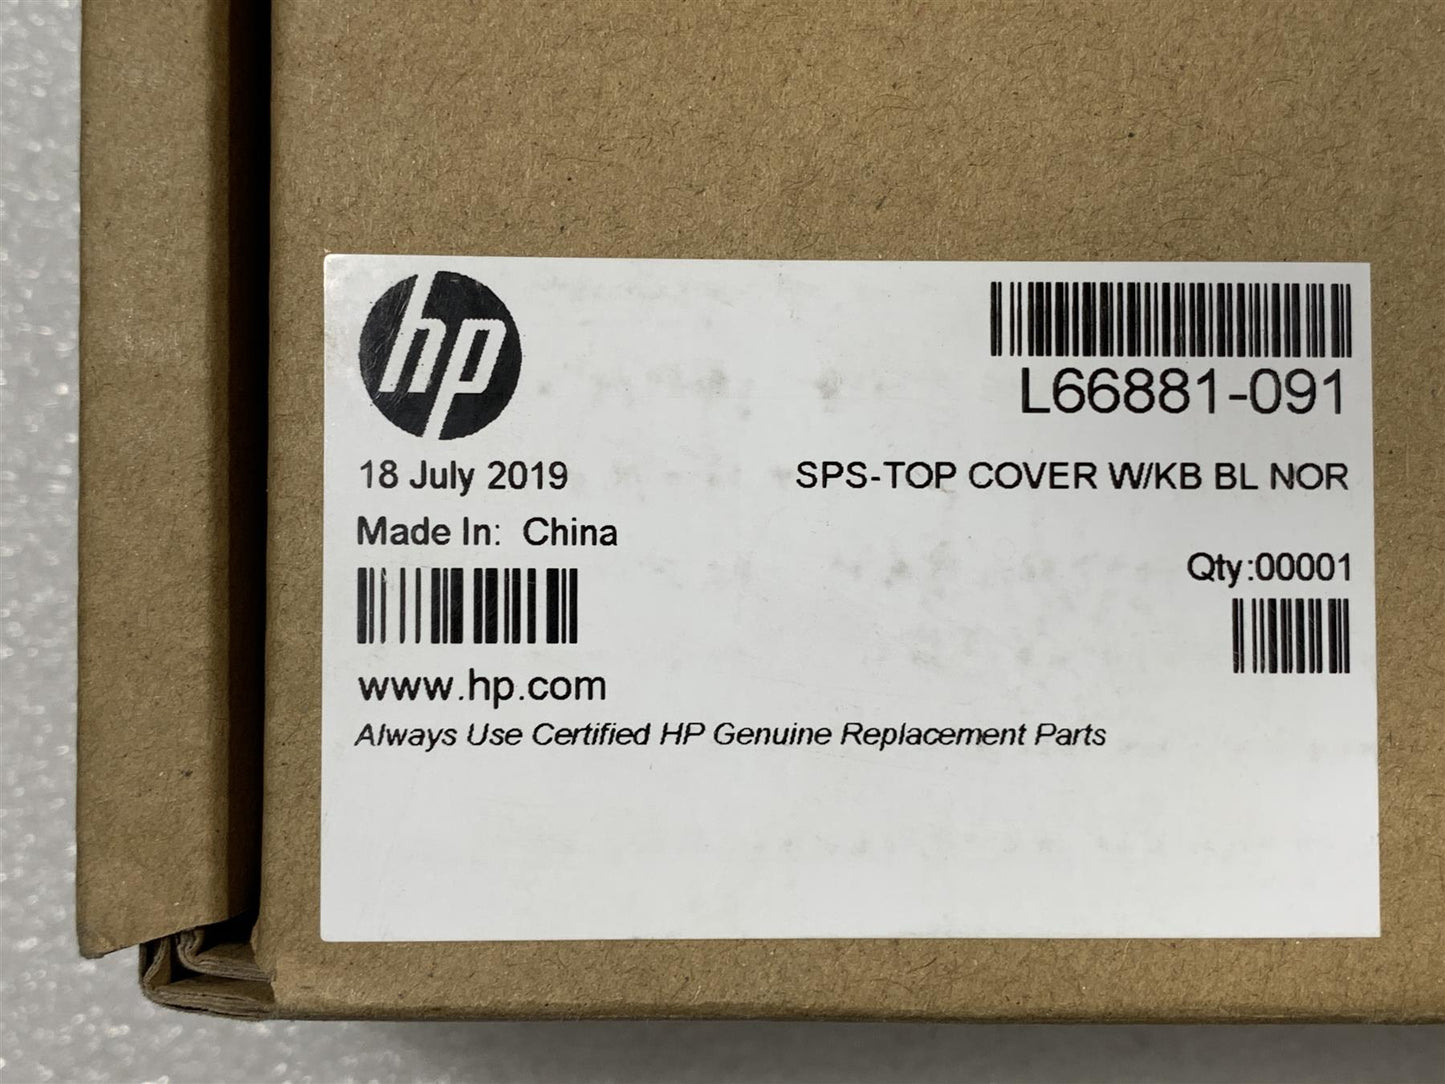 hp
L66881-091
18 July 2019
SPS-TOP COVER W/KB BL NOR
Made In: China
Qty:00001
www.hp.com
Always Use Certified HP Genuine Replacement Parts